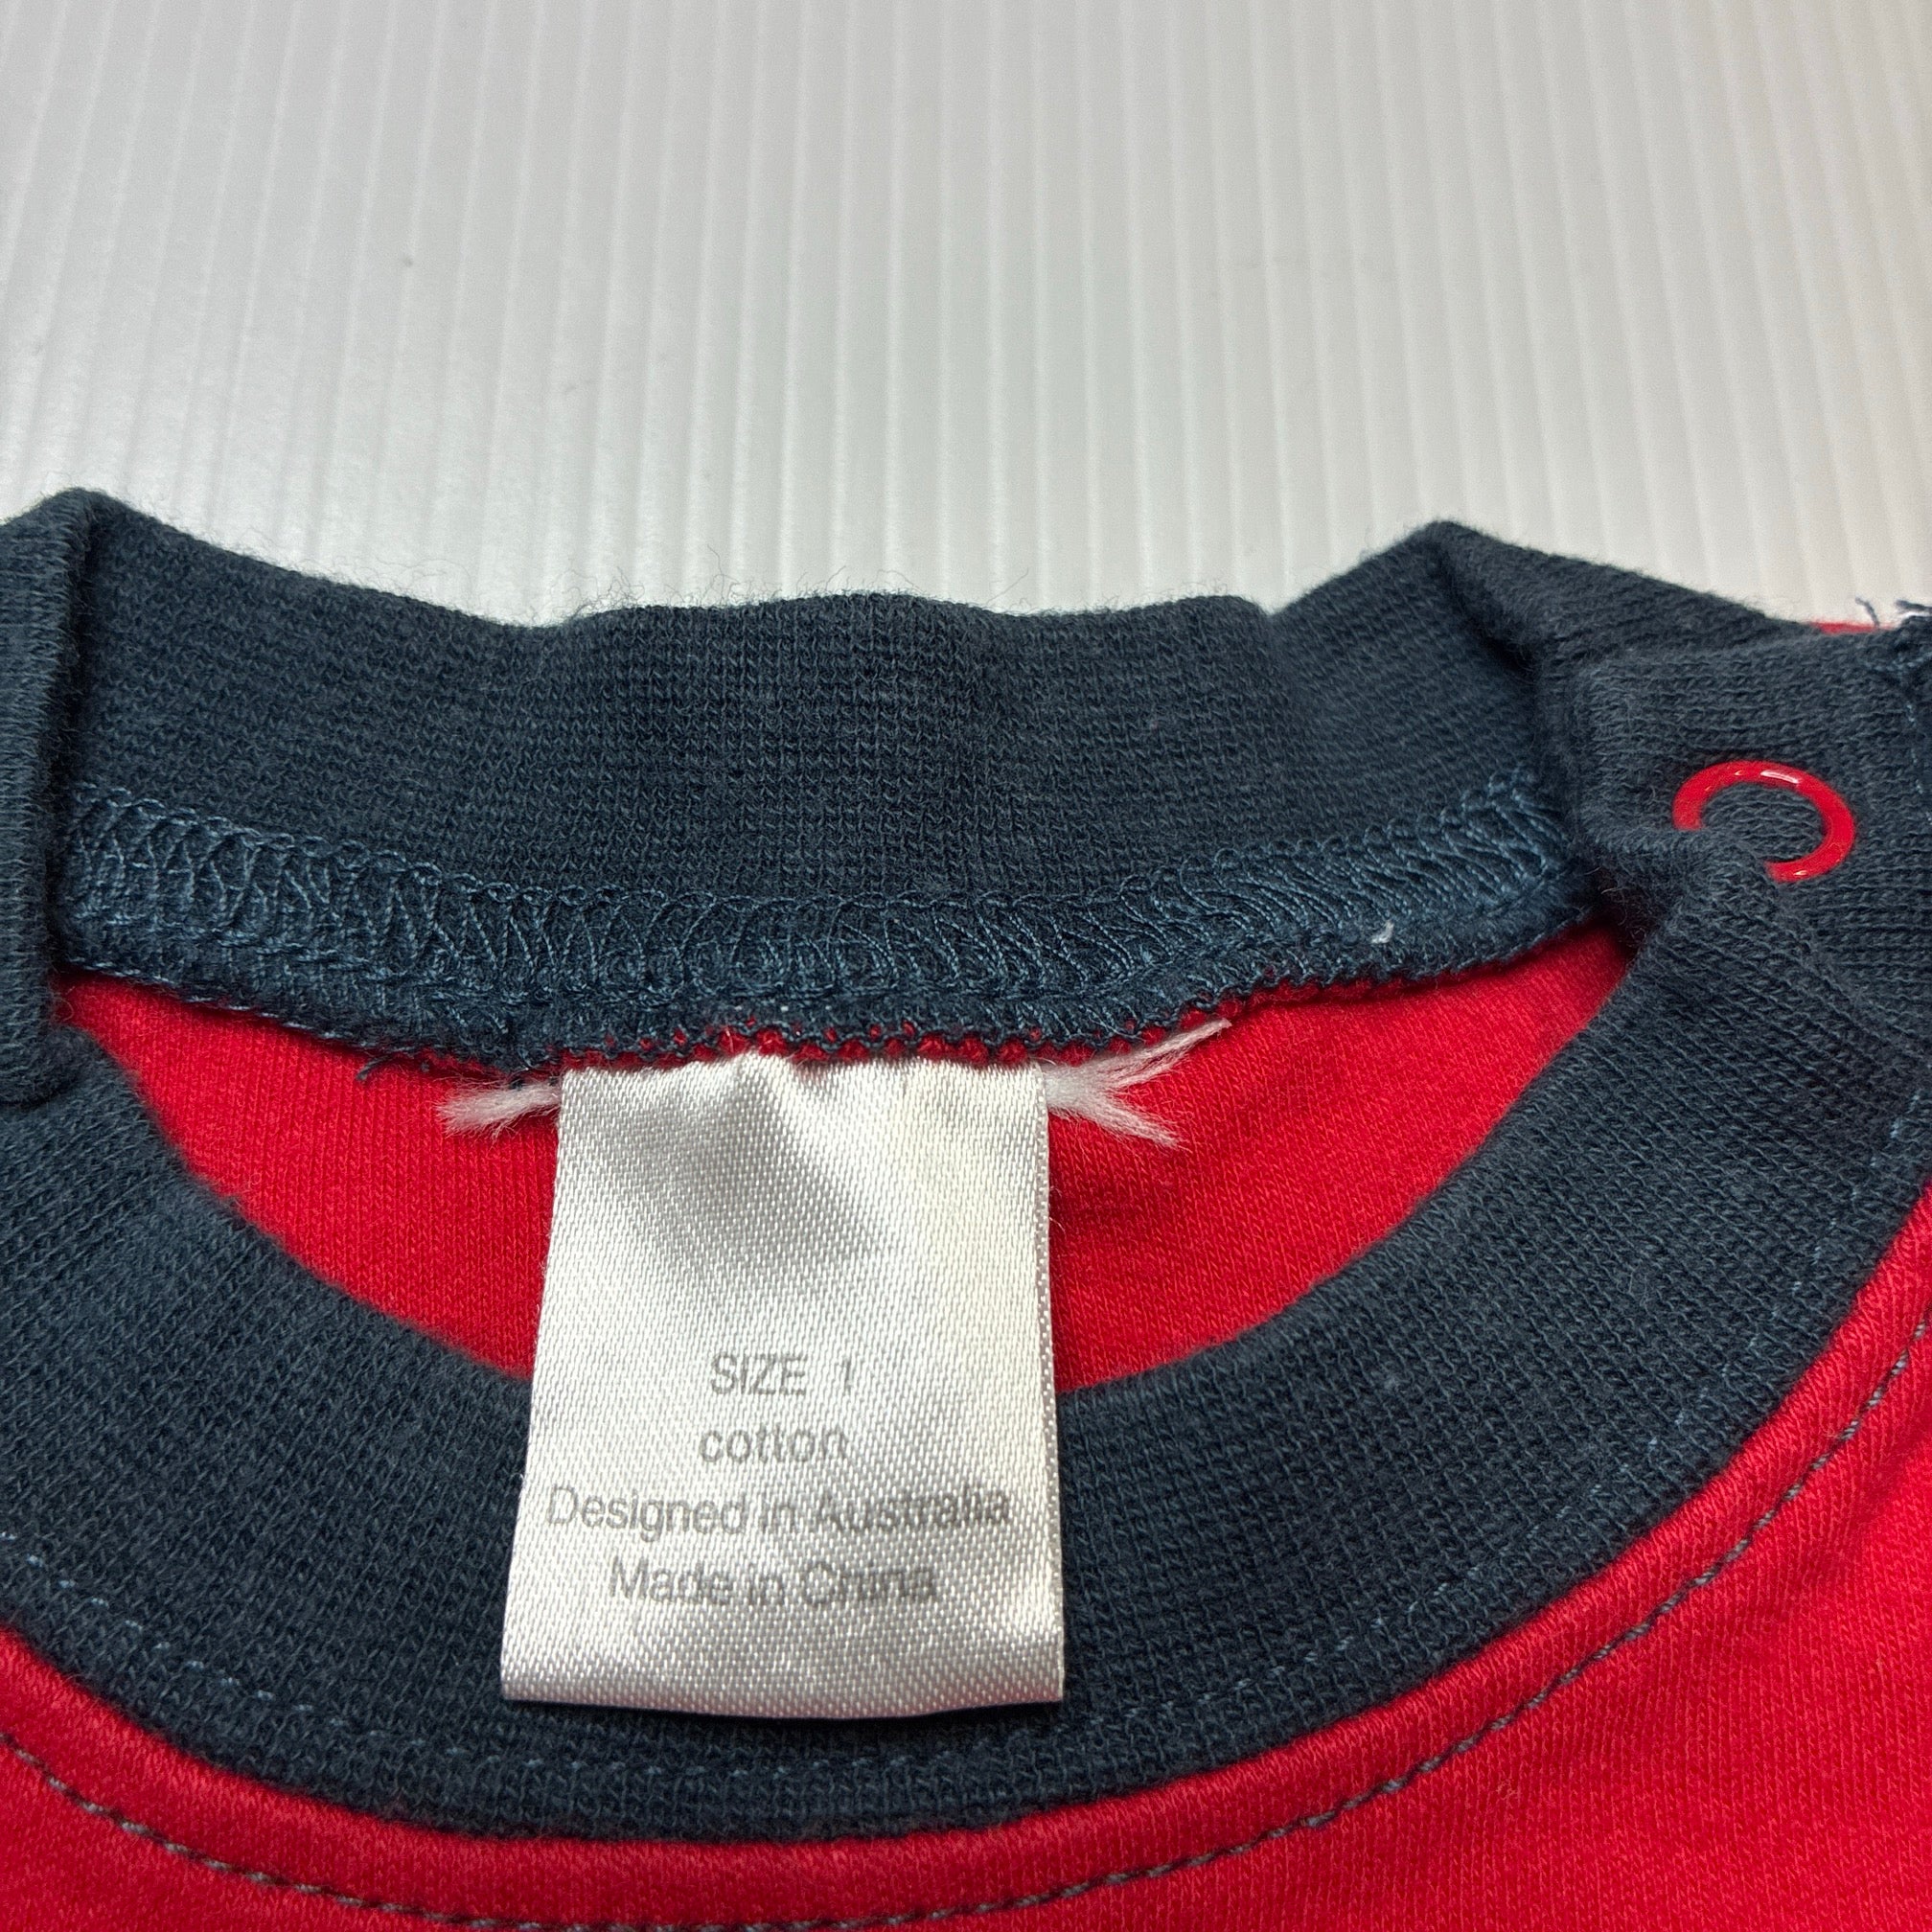 SIZE 1
cotton
Designed in Australia
Made in China